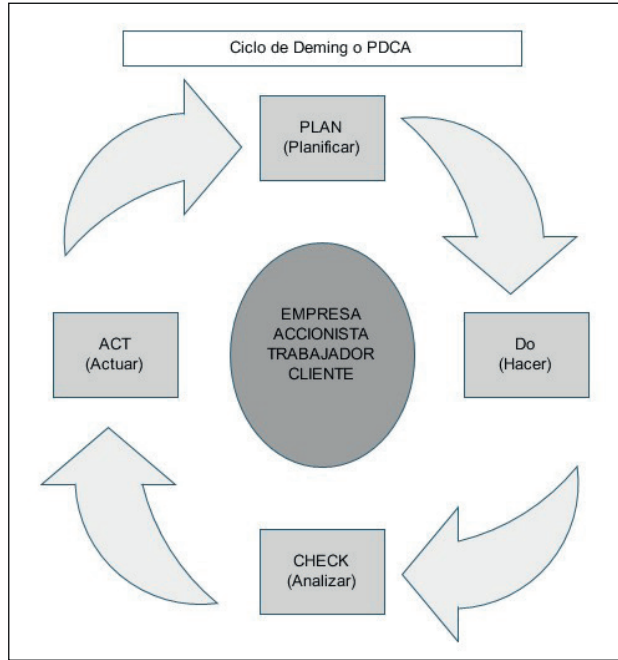 Ciclo de Deming o PDCA
PLAN
(Planificar)
EMPRESA
ACCIONISTA
TRABAJADOR
CLIENTE
ACT
(Actuar)
Do
(Hacer)
CHECK
(Analizar)